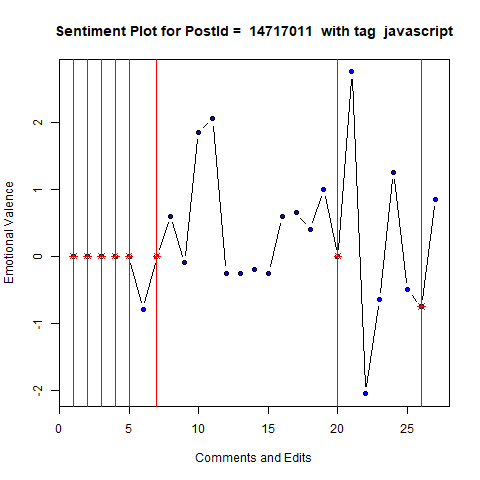 Sentiment Plot for PostId = 14717011 with tag javascript
Emotional Valence
2
1
0
-1
-2
0 5 10 15 20 25
Comments and Edits